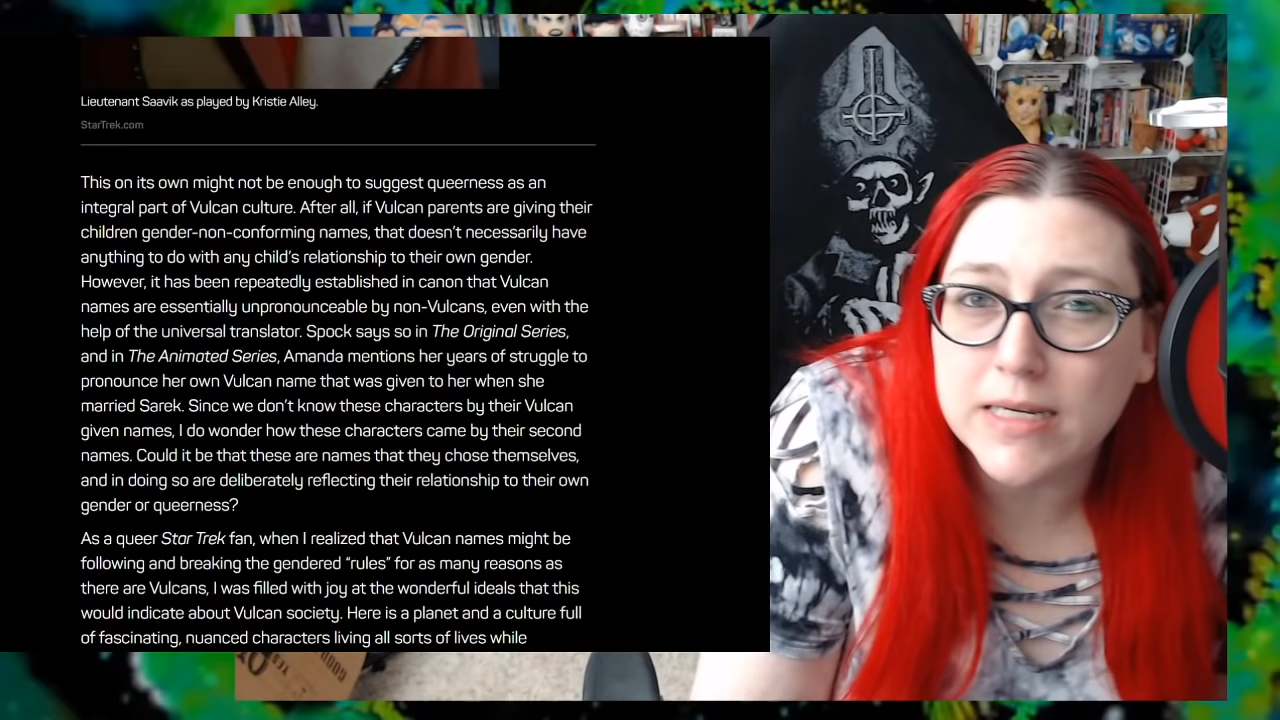 Lieutenant Saavik as played by Kristie Alley.
StarTrek.com
This on its own might not be enough to suggest queerness as an
integral part of Vulcan culture. After all, if Vulcan parents are giving their
children gender-non-conforming names, that doesn't necessarily have
anything to do with any child's relationship to their own gender.
However, it has been repeatedly established in canon that Vulcan
names are essentially unpronounceable by non-Vulcans, even with the
help of the universal translator. Spock says so in The Original Series,
and in The Animated Series, Amanda mentions her years of struggle to
pronounce her own Vulcan name that was given to her when she
married Sarek. Since we don't know these characters by their Vulcan
given names, I do wonder how these characters came by their second
names. Could it be that these are names that they chose themselves,
and in doing so are deliberately reflecting their relationship to their own
gender or queerness?
As a queer Star Trek fan, when I realized that Vulcan names might be
following and breaking the gendered “rules” for as many reasons as
there are Vulcans, I was filled with joy at the wonderful ideals that this
would indicate about Vulcan society. Here is a planet and a culture full
of fascinating, nuanced characters living all sorts of lives while